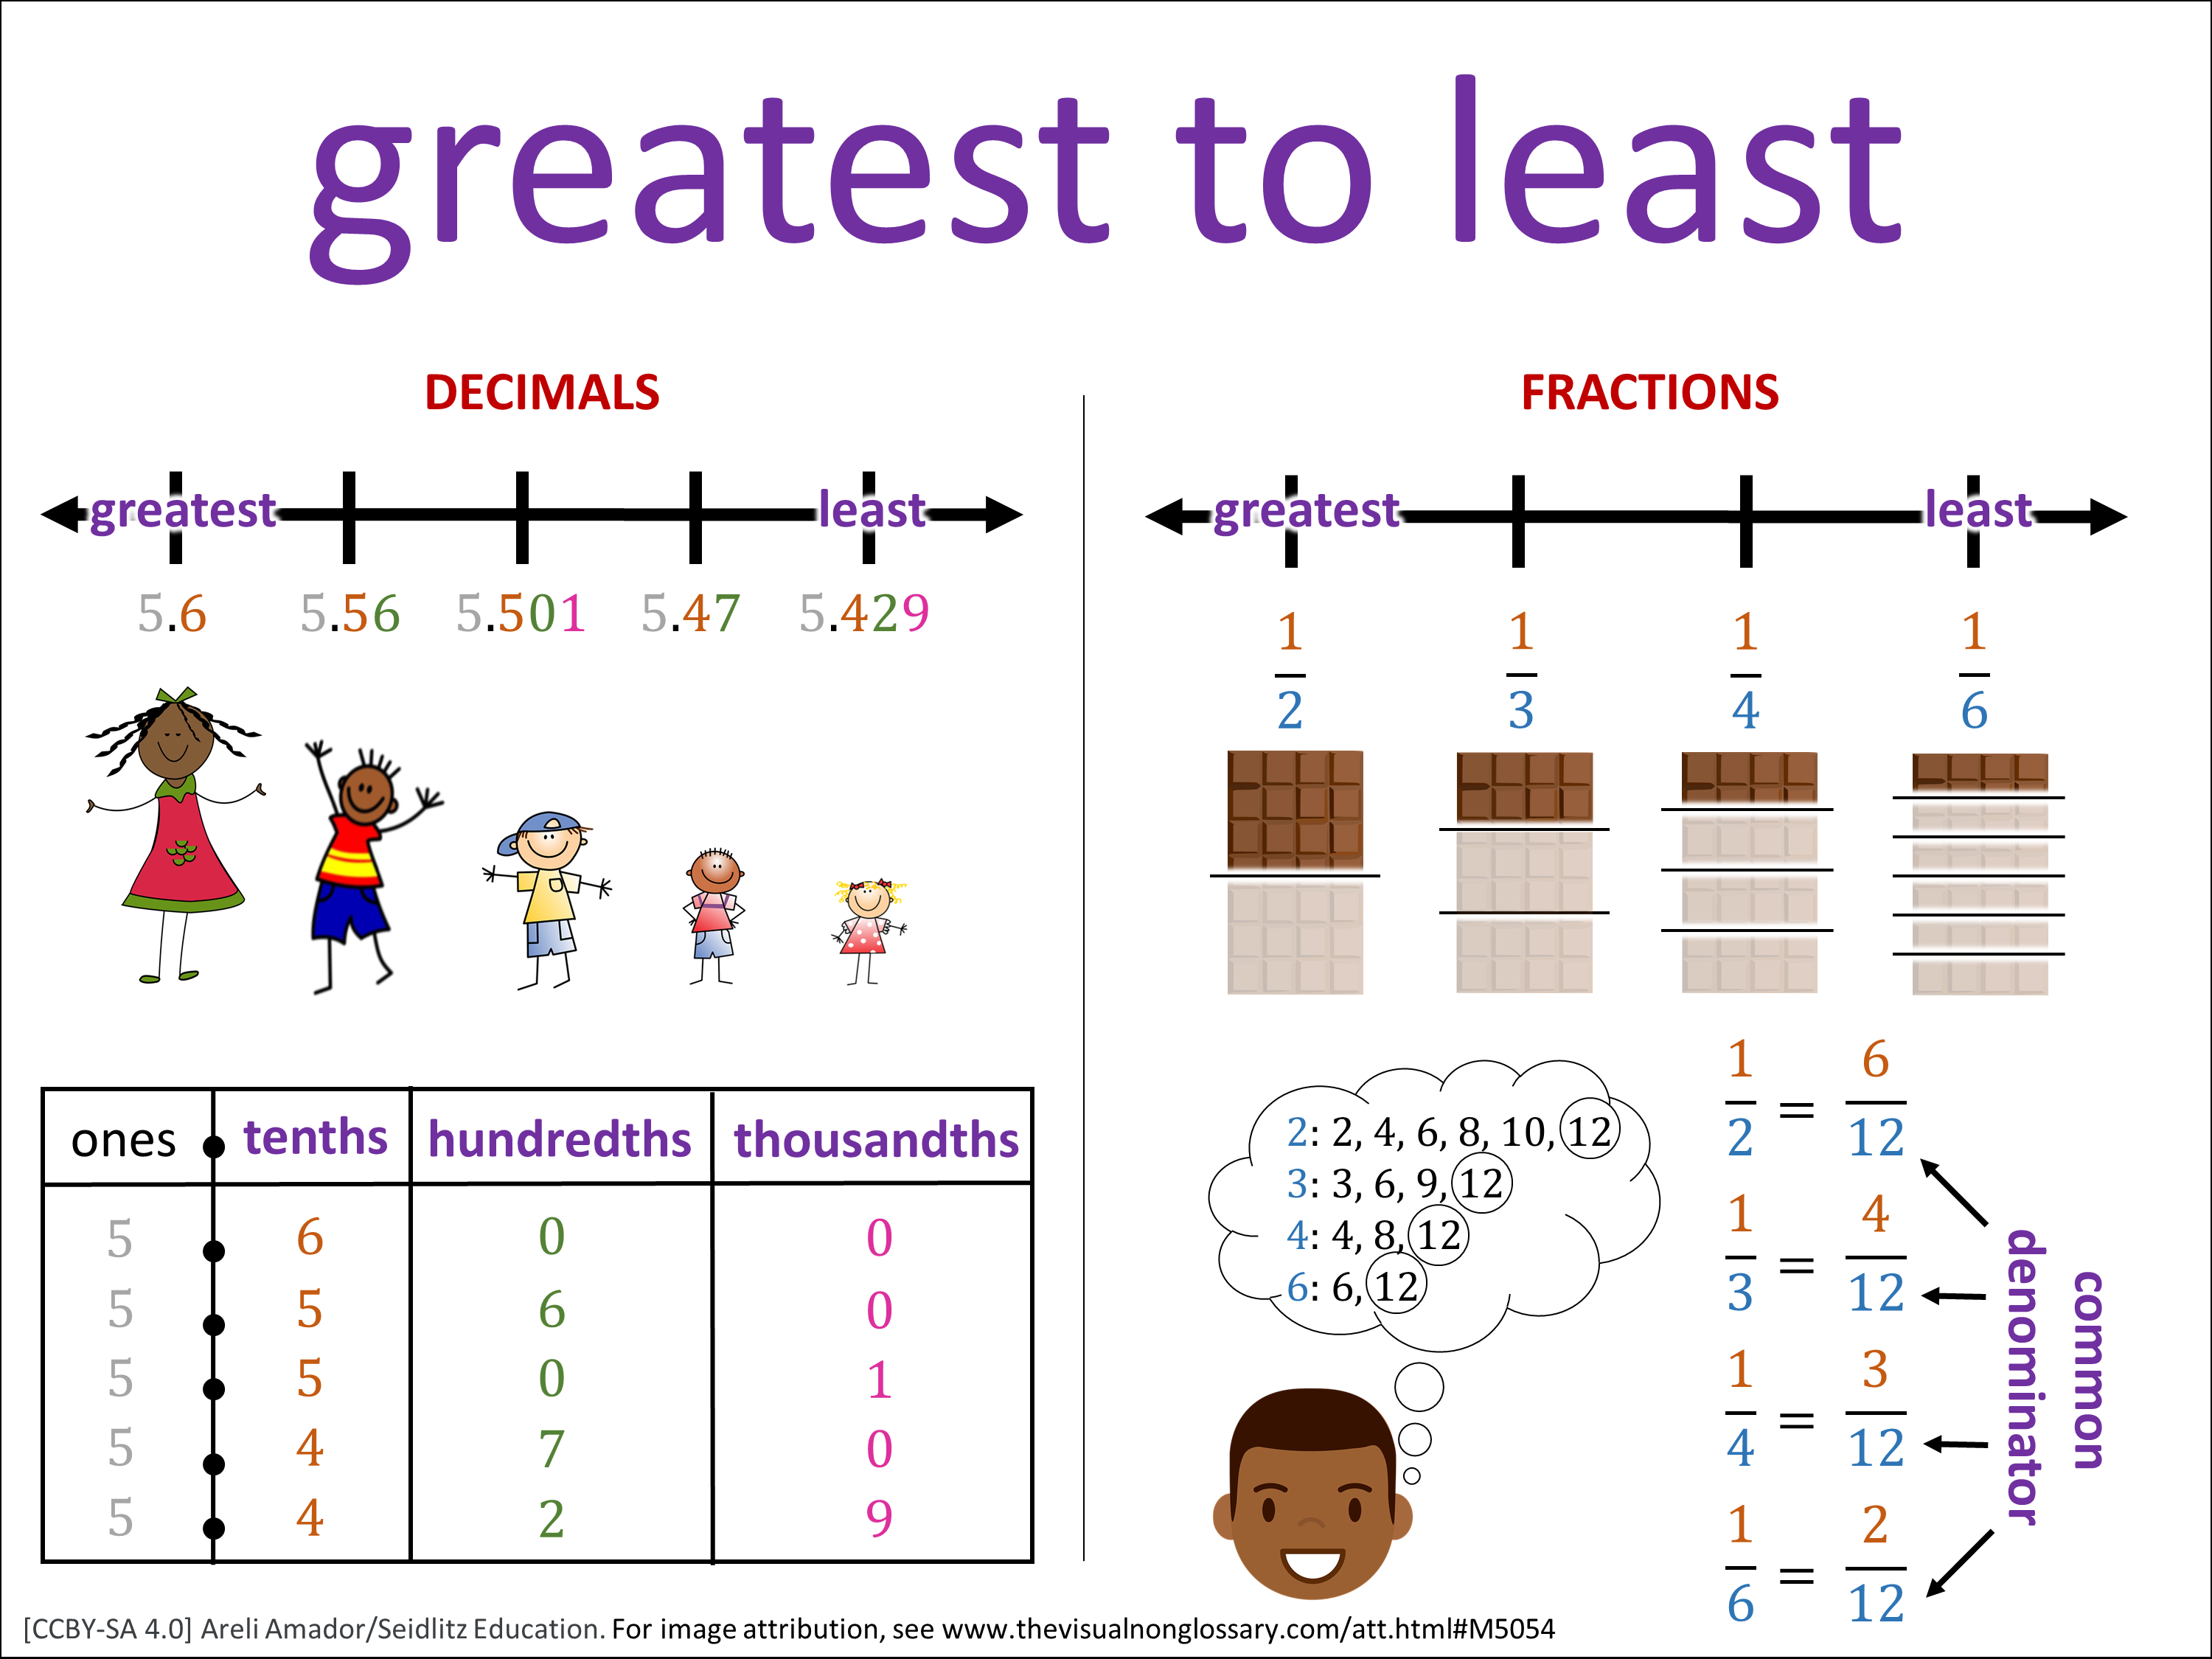 greatest to least
DECIMALS
greatest least
5.6 5.56 5.501 5.47 5.429
ones tenths hundredths thousandths
5 6 0 0
5 5 6 0
5 5 0 1
5 4 7 0
5 4 2 9
FRACTIONS
greatest least
1 1 1 1
2 3 4 6
2: 2, 4, 6, 8, 10, 12
3: 3, 6, 9, 12
4: 4, 8, 12
6: 6, 12
1/2 = 6/12
1/3 = 4/12
1/4 = 3/12
1/6 = 2/12
common
denominator
[CCBY-SA 4.0] Areli Amador/Seidlitz Education. For image attribution, see www.thevisualnonglossary.com/att.html#M5054